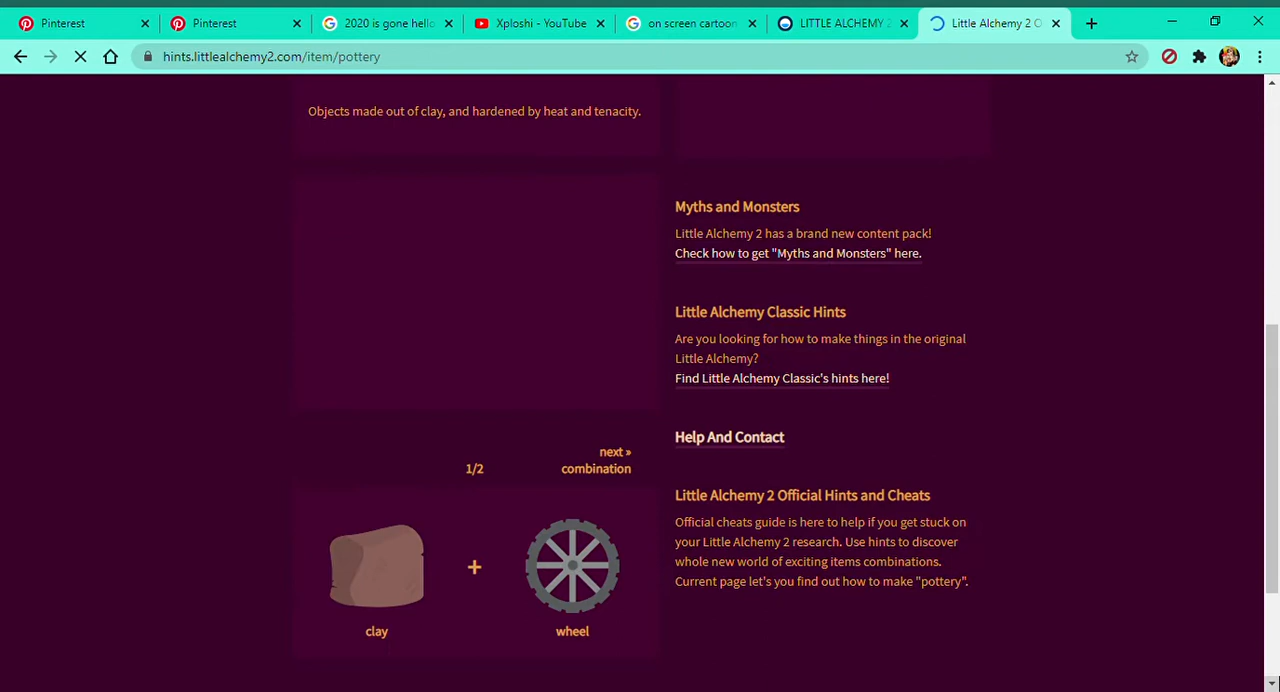 Pinterest
Pinterest
2020 is gone hello
Xploshi - YouTube
on screen cartoon
LITTLE ALCHEMY 2
Little Alchemy 2 O
hints.littlealchemy2.com/item/pottery
Objects made out of clay, and hardened by heat and tenacity.
Myths and Monsters
Little Alchemy 2 has a brand new content pack!
Check how to get "Myths and Monsters" here.
Little Alchemy Classic Hints
Are you looking for how to make things in the original
Little Alchemy?
Find Little Alchemy Classic's hints here!
Help And Contact
next »
1/2 combination
Little Alchemy 2 Official Hints and Cheats
Official cheats guide is here to help if you get stuck on
your Little Alchemy 2 research. Use hints to discover
whole new world of exciting items combinations.
Current page let's you find out how to make "pottery".
+
clay
wheel